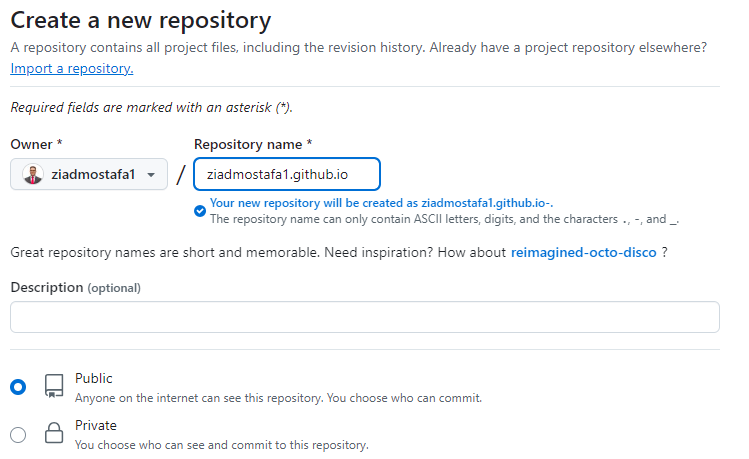 Create a new repository
A repository contains all project files, including the revision history. Already have a project repository elsewhere?
Import a repository.
Required fields are marked with an asterisk (*).
Owner *
Repository name *
ziadmostafa1
/
ziadmostafa1.github.io
Your new repository will be created as ziadmostafa1.github.io-.
The repository name can only contain ASCII letters, digits, and the characters ., -, and _.
Great repository names are short and memorable. Need inspiration? How about reimagined-octo-disco ?
Description (optional)
Public
Anyone on the internet can see this repository. You choose who can commit.
Private
You choose who can see and commit to this repository.